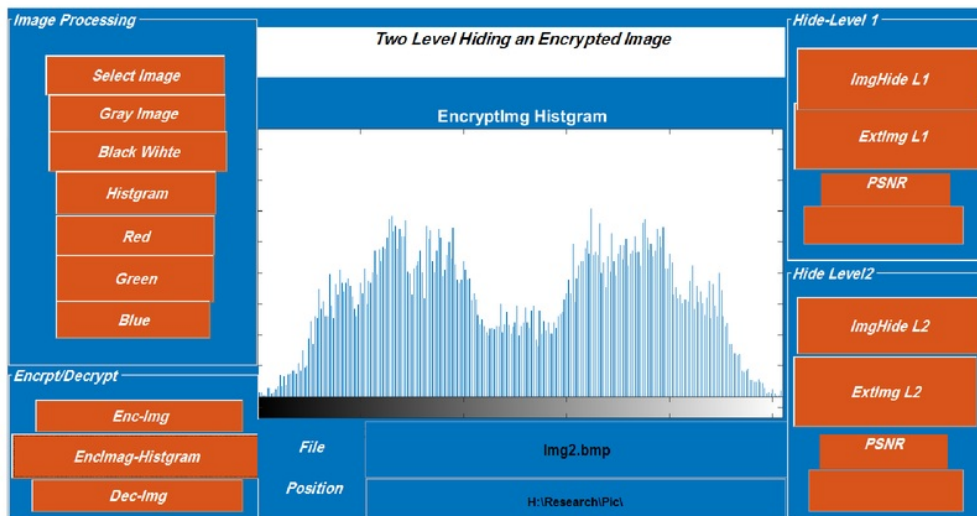 Image Processing
Select Image
Gray Image
Black Wihte
Histgram
Red
Green
Blue
Encrpt/Decrypt
Enc-Img
EncImag-Histgram
Dec-Img
Two Level Hiding an Encrypted Image
EncryptImg Histgram
File
Img2.bmp
Position
H:\Research\Pic\
Hide-Level 1
ImgHide L1
ExtImg L1
PSNR
Hide Level2
ImgHide L2
ExtImg L2
PSNR